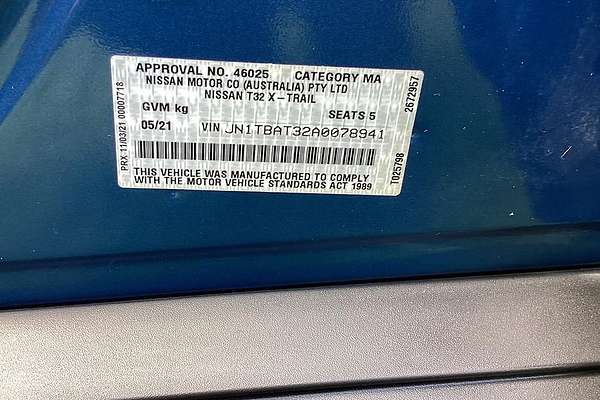 APPROVAL NO. 46025 CATEGORY MA
NISSAN MOTOR CO (AUSTRALIA) PTY LTD
NISSAN T32 X-TRAIL
GVM kg SEATS 5
05/21 VIN JN1TBAT32A0078941
THIS VEHICLE WAS MANUFACTURED TO COMPLY
WITH THE MOTOR VEHICLE STANDARDS ACT 1989
PRX 11/03/21 00007718
2672957
T025798